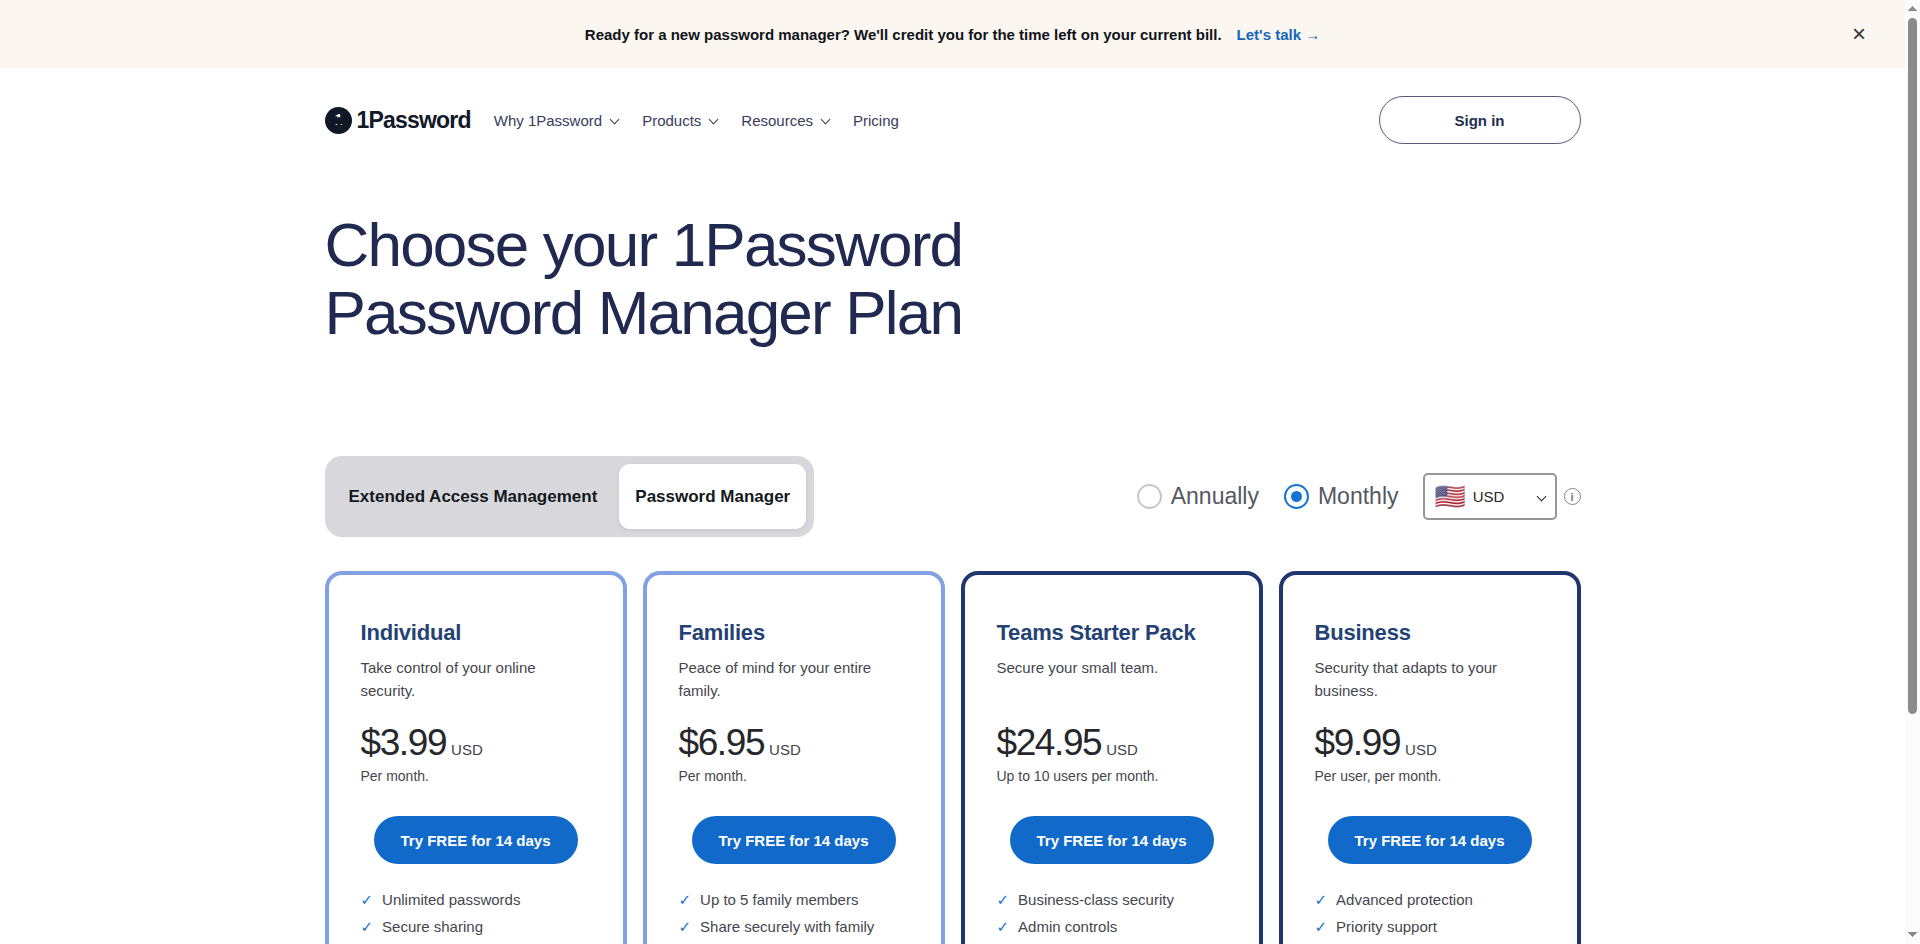 Ready for a new password manager? We'll credit you for the time left on your current bill. Let's talk →
1Password Why 1Password Products Resources Pricing Sign in
Choose your 1Password
Password Manager Plan
Extended Access Management Password Manager Annually Monthly USD
Individual
Take control of your online
security.
$3.99 USD
Per month.
Try FREE for 14 days
✓ Unlimited passwords
✓ Secure sharing
Families
Peace of mind for your entire
family.
$6.95 USD
Per month.
Try FREE for 14 days
✓ Up to 5 family members
✓ Share securely with family
Teams Starter Pack
Secure your small team.
$24.95 USD
Up to 10 users per month.
Try FREE for 14 days
✓ Business-class security
✓ Admin controls
Business
Security that adapts to your
business.
$9.99 USD
Per user, per month.
Try FREE for 14 days
✓ Advanced protection
✓ Priority support